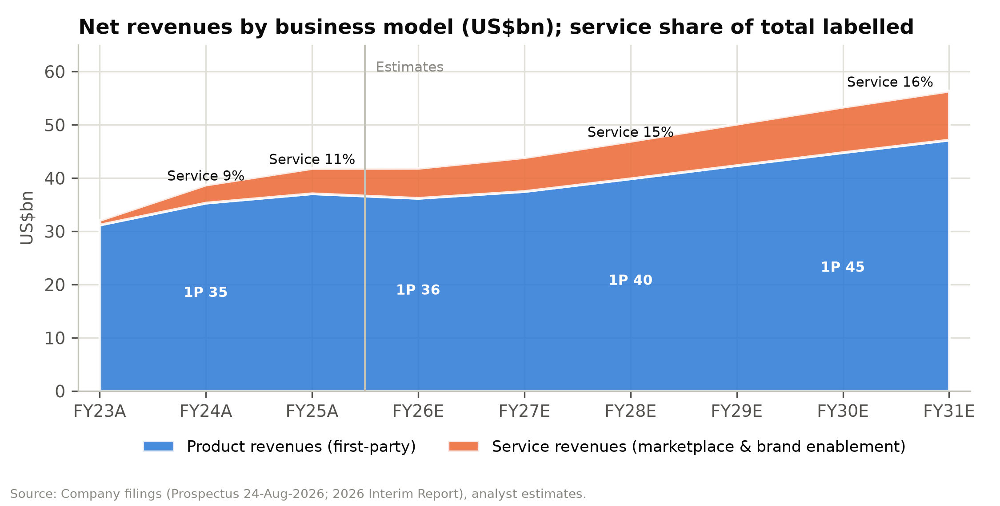 Net revenues by business model (US$bn); service share of total labelled
Estimates
60
Service 16%
50
Service 15%
Service 11%
Service 9%
40
US$bn
30
1P 45
1P 40
20
1P 36
1P 35
10
0
FY23A FY24A FY25A FY26E FY27E FY28E FY29E FY30E FY31E
Product revenues (first-party) Service revenues (marketplace & brand enablement)
Source: Company filings (Prospectus 24-Aug-2026; 2026 Interim Report), analyst estimates.